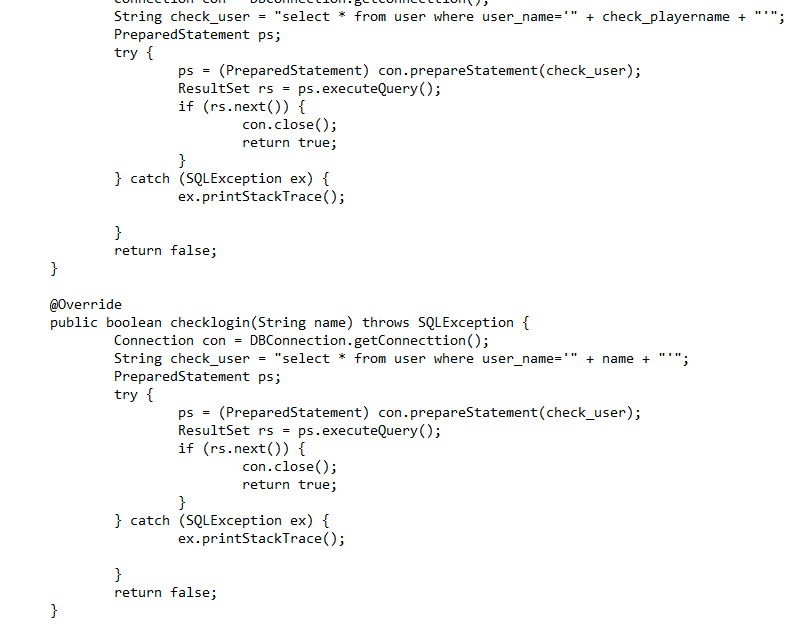 Connection con = DBConnection.getConnecttion();
String check_user = "select * from user where user_name='" + check_playername + "'";
PreparedStatement ps;
try {
ps = (PreparedStatement) con.prepareStatement(check_user);
ResultSet rs = ps.executeQuery();
if (rs.next()) {
con.close();
return true;
}
} catch (SQLException ex) {
ex.printStackTrace();
}
return false;
}
@Override
public boolean checklogin(String name) throws SQLException {
Connection con = DBConnection.getConnecttion();
String check_user = "select * from user where user_name='" + name + "'";
PreparedStatement ps;
try {
ps = (PreparedStatement) con.prepareStatement(check_user);
ResultSet rs = ps.executeQuery();
if (rs.next()) {
con.close();
return true;
}
} catch (SQLException ex) {
ex.printStackTrace();
}
return false;
}